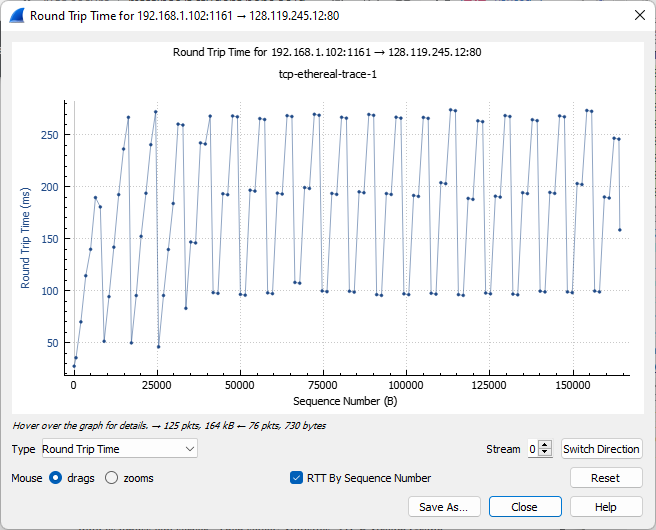 Round Trip Time for 192.168.1.102:1161 → 128.119.245.12:80
Round Trip Time for 192.168.1.102:1161 → 128.119.245.12:80
tcp-ethereal-trace-1
Round Trip Time (ms)
250
200
150
100
50
0 25000 50000 75000 100000 125000 150000
Sequence Number (B)
Hover over the graph for details. → 125 pkts, 164 kB ← 76 pkts, 730 bytes
Type Round Trip Time Stream 0 Switch Direction
Mouse drags zooms RTT By Sequence Number Reset
Save As... Close Help